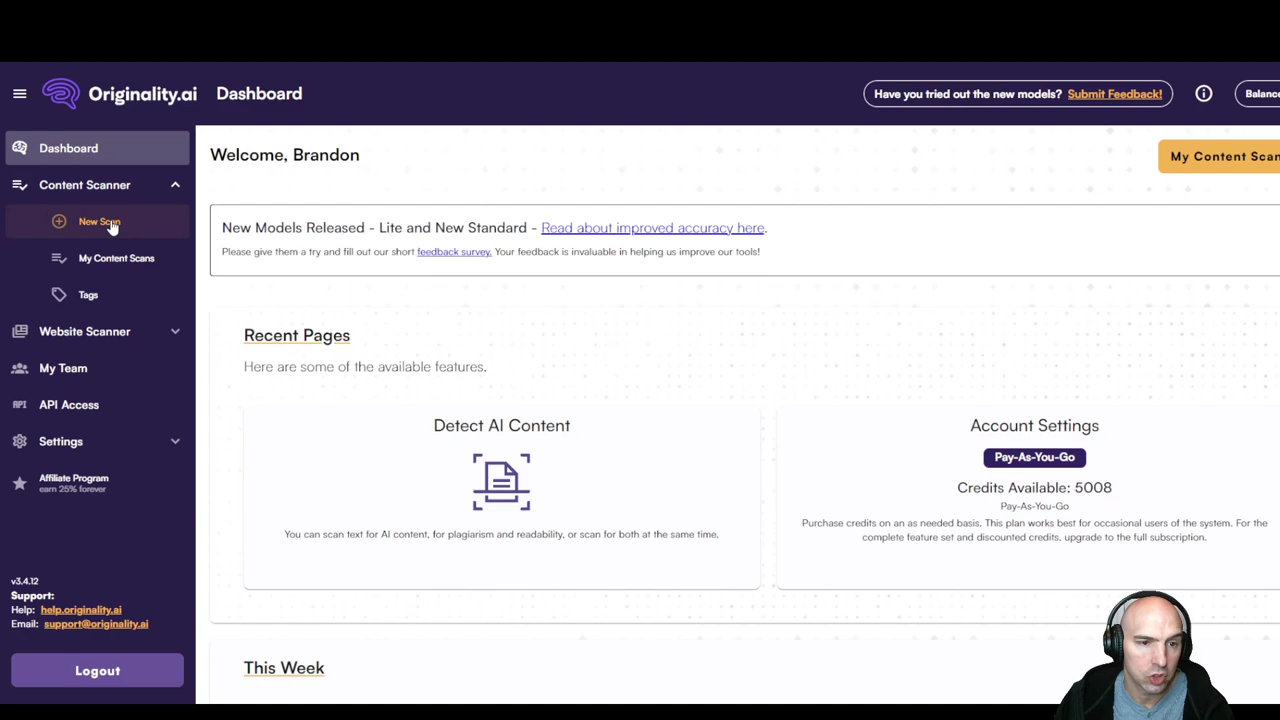 Originality.ai
Dashboard
Have you tried out the new models? Submit Feedback!
Balance
Dashboard
Content Scanner
New Scan
My Content Scans
Tags
Website Scanner
My Team
API
API Access
Settings
Affiliate Program
earn 25% forever
v3.4.12
Support:
Help: help.originality.ai
Email: support@originality.ai
Logout
Welcome, Brandon
My Content Scan
New Models Released - Lite and New Standard - Read about improved accuracy here.
Please give them a try and fill out our short feedback survey. Your feedback is invaluable in helping us improve our tools!
Recent Pages
Here are some of the available features.
Detect AI Content
You can scan text for AI content, for plagiarism and readability, or scan for both at the same time.
Account Settings
Pay-As-You-Go
Credits Available: 5008
Pay-As-You-Go
Purchase credits on an as needed basis. This plan works best for occasional users of the system. For the
complete feature set and discounted credits, upgrade to the full subscription.
This Week